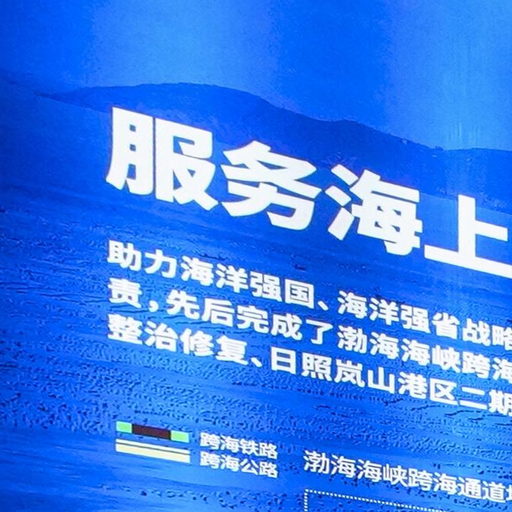 服务海上
助力海洋强国、海洋强省战略
责，先后完成了渤海海峡跨海
整治修复、日照岚山港区二期
跨海铁路
跨海公路
渤海海峡跨海通道